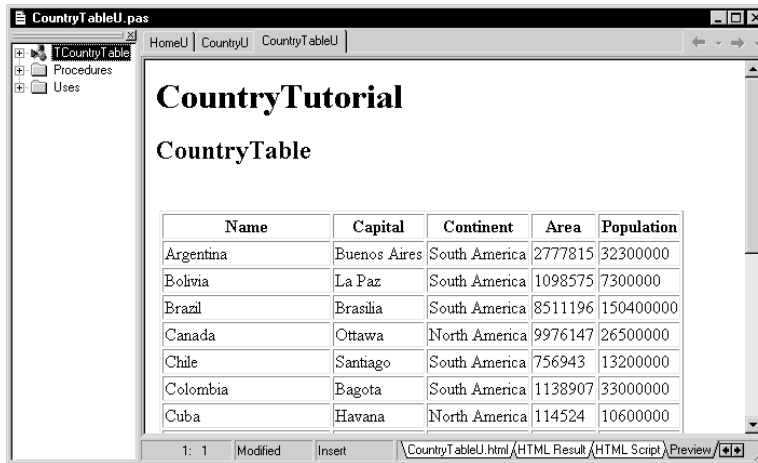 CountryTableU.pas
TCountryTable
Procedures
Uses
HomeU CountryU CountryTableU
CountryTutorial
CountryTable
Name Capital Continent Area Population
Argentina Buenos Aires South America 2777815 32300000
Bolivia La Paz South America 1098575 7300000
Brazil Brasilia South America 8511196 150400000
Canada Ottawa North America 9976147 26500000
Chile Santiago South America 756943 13200000
Colombia Bagota South America 1138907 33000000
Cuba Havana North America 114524 10600000
1: 1 Modified Insert CountryTableU.html HTML Result HTML Script Preview